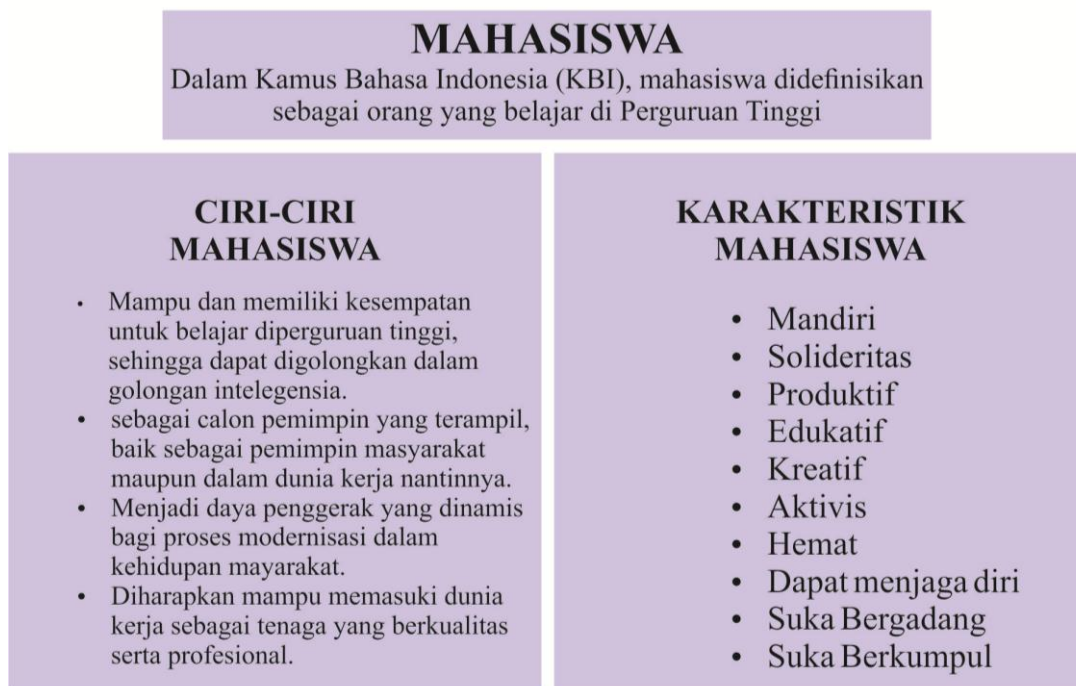 MAHASISWA
Dalam Kamus Bahasa Indonesia (KBI), mahasiswa didefinisikan
sebagai orang yang belajar di Perguruan Tinggi
CIRI-CIRI
MAHASISWA
• Mampu dan memiliki kesempatan
untuk belajar diperguruan tinggi,
sehingga dapat digolongkan dalam
golongan intelegensia.
• sebagai calon pemimpin yang terampil,
baik sebagai pemimpin masyarakat
maupun dalam dunia kerja nantinnya.
• Menjadi daya penggerak yang dinamis
bagi proses modernisasi dalam
kehidupan mayarakat.
• Diharapkan mampu memasuki dunia
kerja sebagai tenaga yang berkualitas
serta profesional.
KARAKTERISTIK
MAHASISWA
• Mandiri
• Solideritas
• Produktif
• Edukatif
• Kreatif
• Aktivis
• Hemat
• Dapat menjaga diri
• Suka Bergadang
• Suka Berkumpul